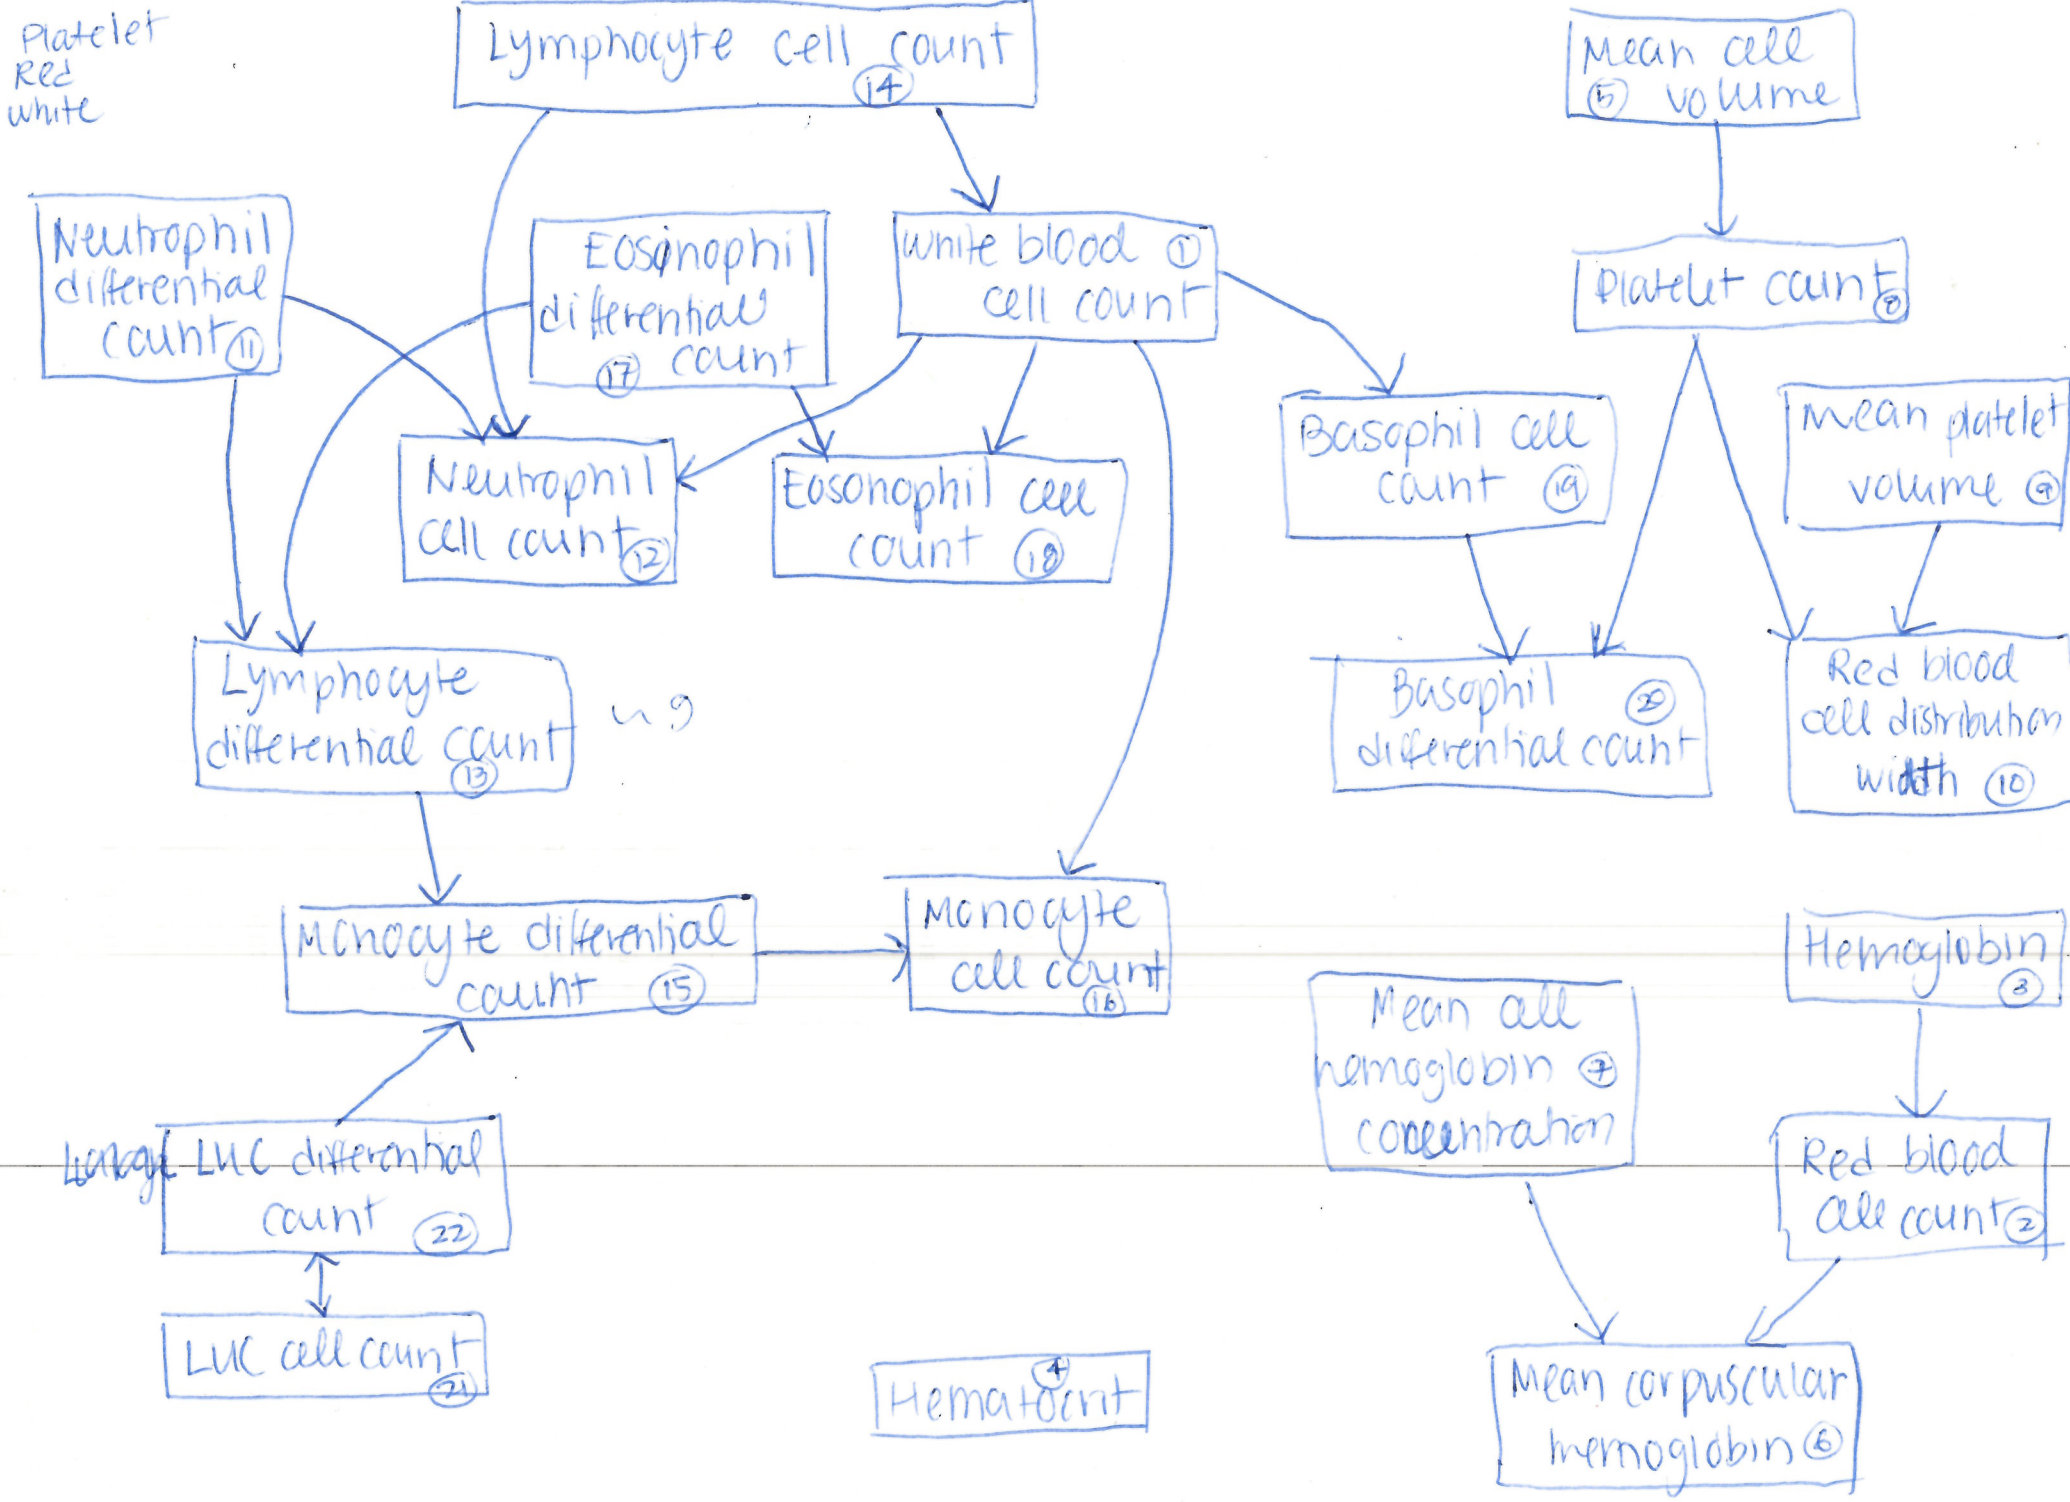 Platelet
Red
white
Lymphocyte cell count
14
Mean cell
5 volume
Neutrophil
differential
count 11
Eosinophil
differential
17 count
white blood 1
cell count
Platelet count
8
Neutrophil
cell count 12
Eosonophil cell
count 18
Basophil cell
count 19
Mean platelet
volume 9
Lymphocyte
differential count
13
Basophil 20
differential count
Red blood
cell distribution
width 10
Monocyte differential
count 15
Monocyte
cell count
16
Hemoglobin
3
Mean cell
hemoglobin 7
concentration
Red blood
cell count 2
LUC differential
count 22
LUC cell count
21
4
Hematocrit
Mean corpuscular
hemoglobin 6